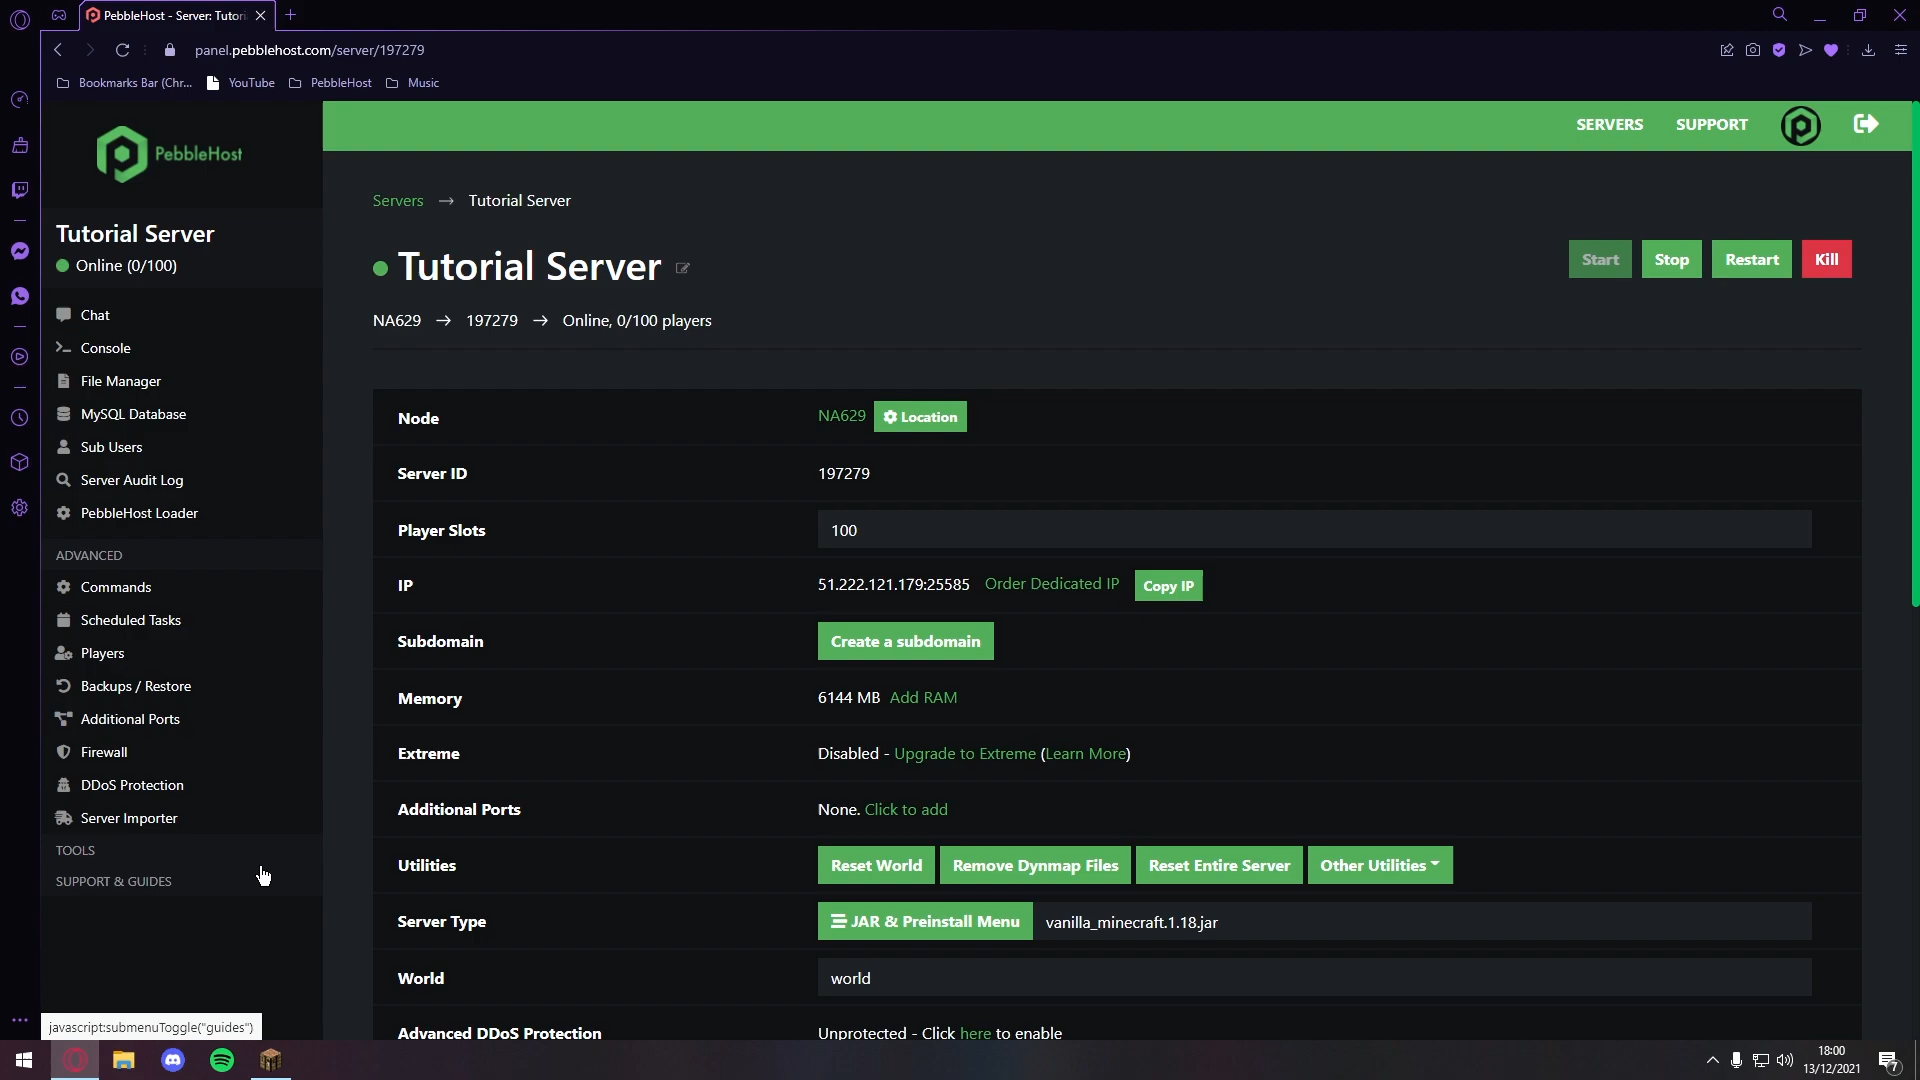 PebbleHost - Server: Tutori
panel.pebblehost.com/server/197279
Bookmarks Bar (Chr... YouTube PebbleHost Music
PebbleHost
SERVERS SUPPORT
Tutorial Server
Online (0/100)
Chat
Console
File Manager
MySQL Database
Sub Users
Server Audit Log
PebbleHost Loader
ADVANCED
Commands
Scheduled Tasks
Players
Backups / Restore
Additional Ports
Firewall
DDoS Protection
Server Importer
TOOLS
SUPPORT & GUIDES
javascript:submenuToggle("guides")
Servers → Tutorial Server
Tutorial Server
Start Stop Restart Kill
NA629 → 197279 → Online, 0/100 players
Node NA629 Location
Server ID 197279
Player Slots 100
IP 51.222.121.179:25585 Order Dedicated IP Copy IP
Subdomain Create a subdomain
Memory 6144 MB Add RAM
Extreme Disabled - Upgrade to Extreme (Learn More)
Additional Ports None. Click to add
Utilities Reset World Remove Dynmap Files Reset Entire Server Other Utilities
Server Type JAR & Preinstall Menu vanilla_minecraft.1.18.jar
World world
Advanced DDoS Protection Unprotected - Click here to enable
18:00
13/12/2021
7